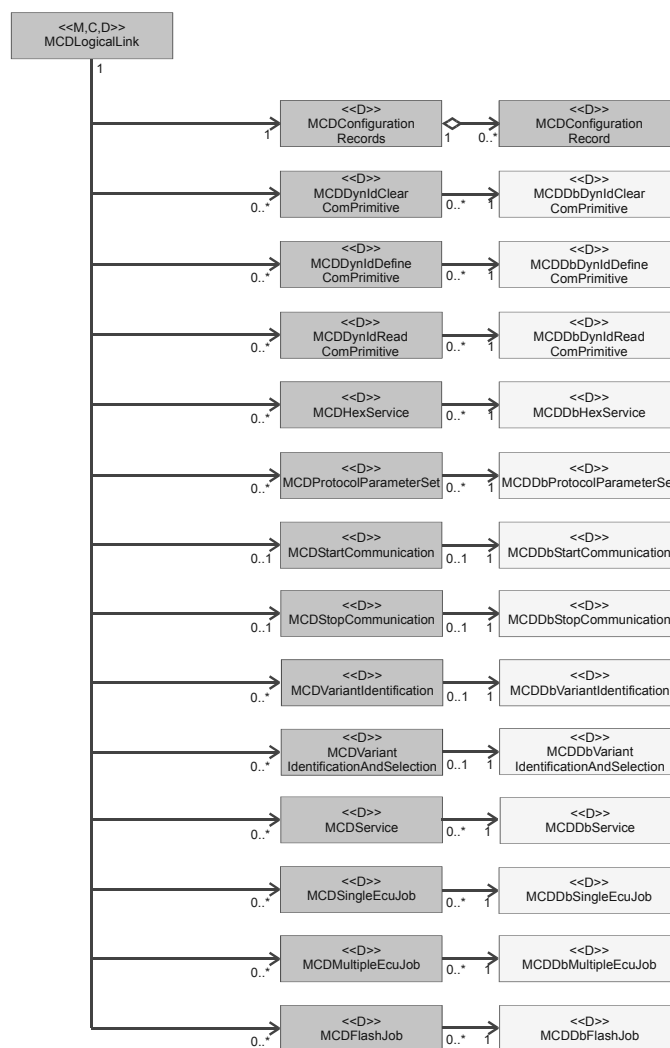 <<M,C,D>>
MCDLogicalLink
1
<<D>>
MCDConfiguration
Records
1
1
0..*
<<D>>
MCDConfiguration
Record
<<D>>
MCDDynIdClear
ComPrimitive
0..*
0..*
1
<<D>>
MCDDbDynIdClear
ComPrimitive
<<D>>
MCDDynIdDefine
ComPrimitive
0..*
0..*
1
<<D>>
MCDDbDynIdDefine
ComPrimitive
<<D>>
MCDDynIdRead
ComPrimitive
0..*
0..*
1
<<D>>
MCDDbDynIdRead
ComPrimitive
<<D>>
MCDHexService
0..*
0..*
1
<<D>>
MCDDbHexService
<<D>>
MCDProtocolParameterSet
0..*
0..*
1
<<D>>
MCDDbProtocolParameterSe
<<D>>
MCDStartCommunication
0..1
0..1
1
<<D>>
MCDDbStartCommunication
<<D>>
MCDStopCommunication
0..1
0..1
1
<<D>>
MCDDbStopCommunication
<<D>>
MCDVariantIdentification
0..*
0..1
1
<<D>>
MCDDbVariantIdentification
<<D>>
MCDVariant
IdentificationAndSelection
0..*
0..1
1
<<D>>
MCDDbVariant
IdentificationAndSelection
<<D>>
MCDService
0..*
0..*
1
<<D>>
MCDDbService
<<D>>
MCDSingleEcuJob
0..*
0..*
1
<<D>>
MCDDbSingleEcuJob
<<D>>
MCDMultipleEcuJob
0..*
0..*
1
<<D>>
MCDDbMultipleEcuJob
<<D>>
MCDFlashJob
0..*
0..*
1
<<D>>
MCDDbFlashJob